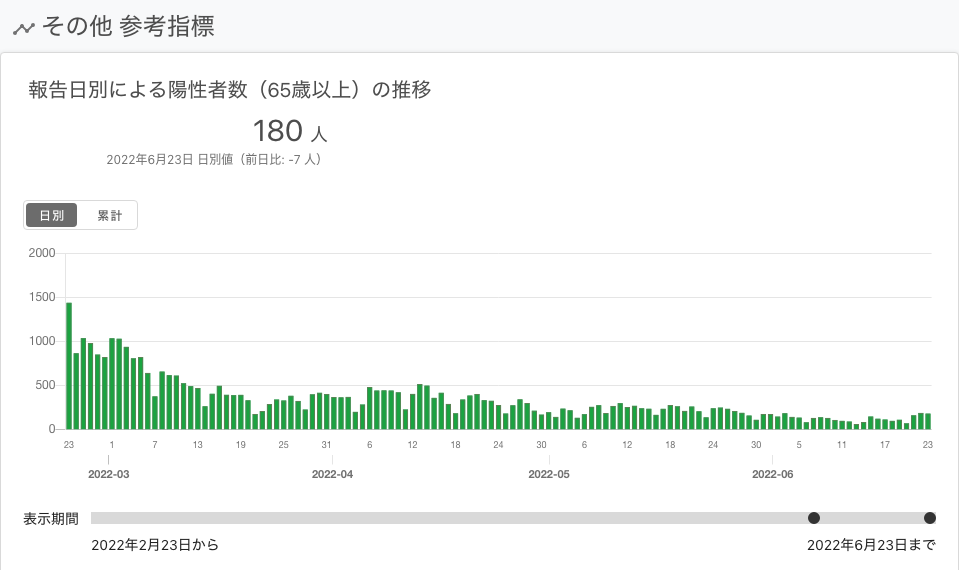 その他 参考指標
報告日別による陽性者数（65歳以上）の推移
180 人
2022年6月23日 日別値（前日比: -7 人）
日別 累計
2000
1500
1000
500
0
23 1 7 13 19 25 31 6 12 18 24 30 6 12 18 24 30 5 11 17 23
2022-03 2022-04 2022-05 2022-06
表示期間
2022年2月23日から 2022年6月23日まで